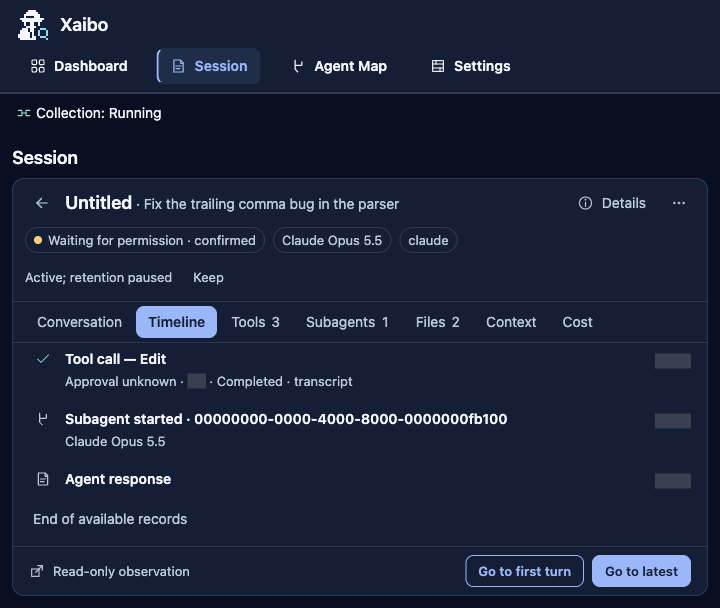 Xaibo
Dashboard Session Agent Map Settings
Collection: Running
Session
Untitled · Fix the trailing comma bug in the parser Details ···
Waiting for permission · confirmed Claude Opus 5.5 claude
Active; retention paused Keep
Conversation Timeline Tools 3 Subagents 1 Files 2 Context Cost
Tool call — Edit
Approval unknown · · Completed · transcript
Subagent started · 00000000-0000-4000-8000-0000000fb100
Claude Opus 5.5
Agent response
End of available records
Read-only observation Go to first turn Go to latest